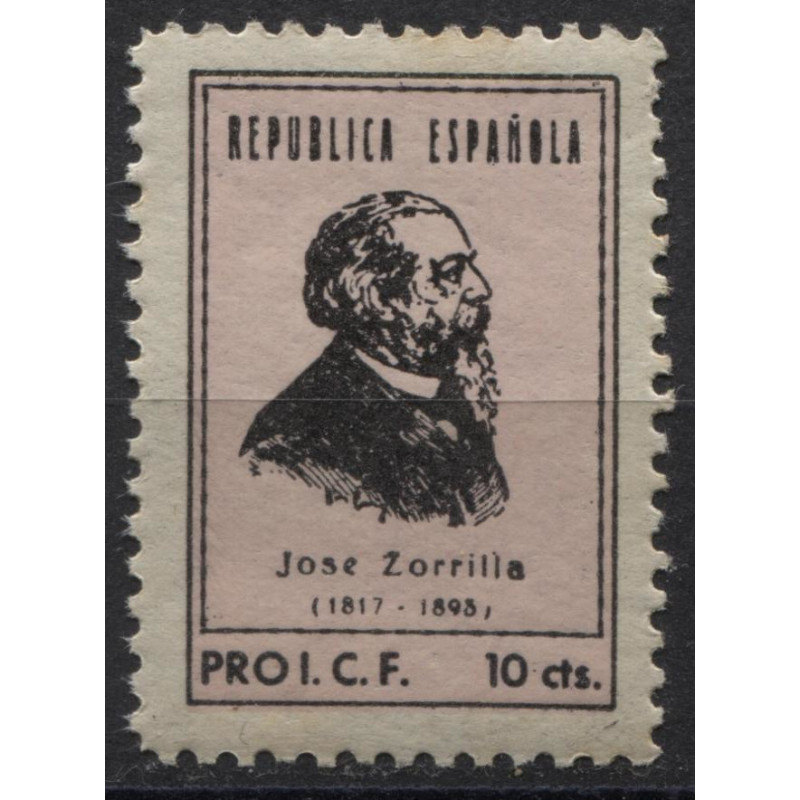 REPUBLICA ESPAÑOLA
Jose Zorrilla
(1817 - 1893)
PRO I. C. F. 10 cts.